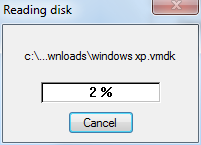 Reading disk
c:\...wnloads\windows xp.vmdk
2 %
Cancel